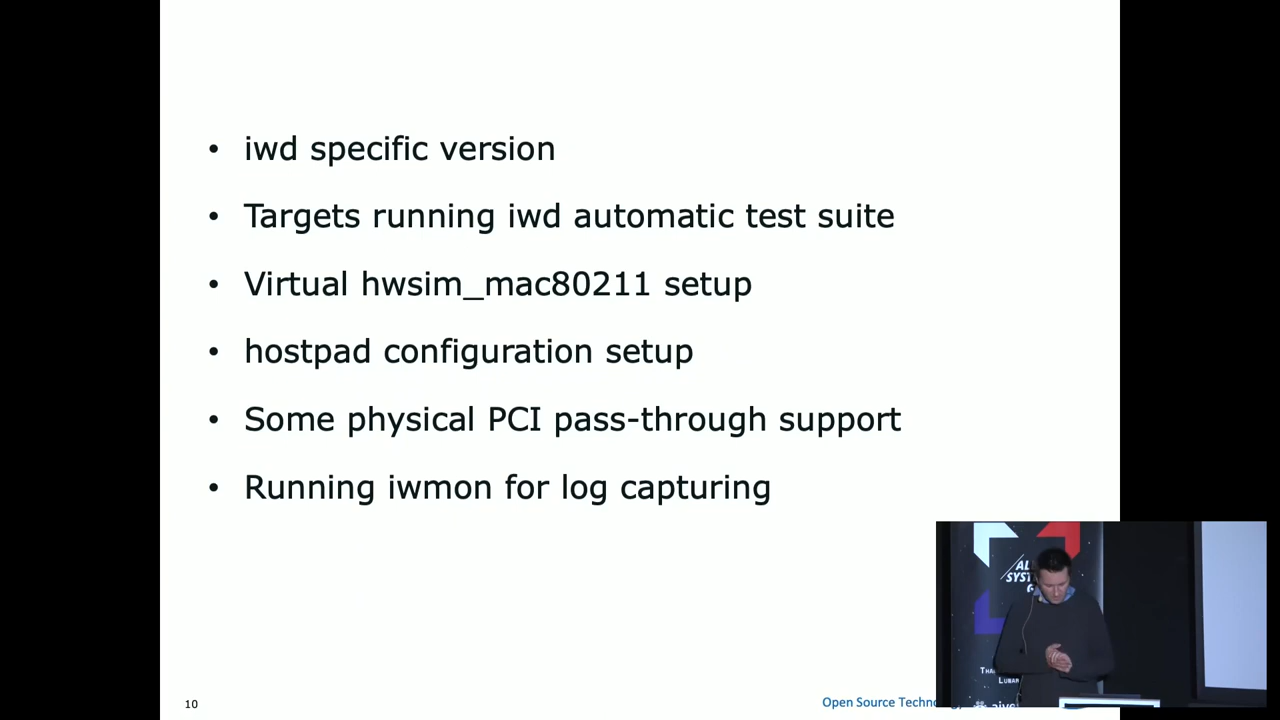 • iwd specific version
• Targets running iwd automatic test suite
• Virtual hwsim_mac80211 setup
• hostpad configuration setup
• Some physical PCI pass-through support
• Running iwmon for log capturing
10
Open Source